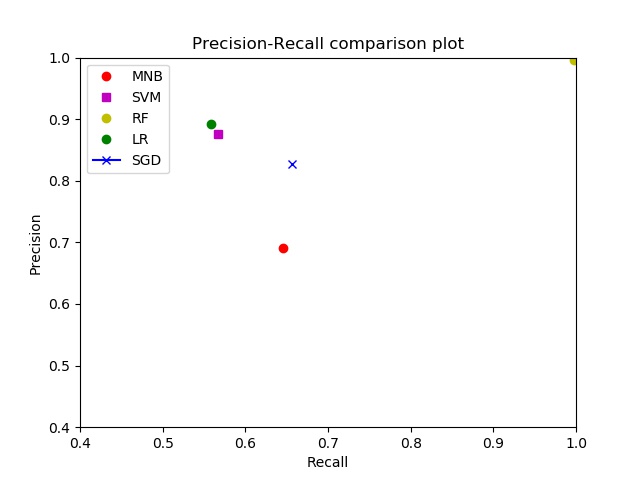 Precision-Recall comparison plot
1.0
0.9
0.8
0.7
0.6
0.5
0.4
Precision
MNB
SVM
RF
LR
SGD
0.4 0.5 0.6 0.7 0.8 0.9 1.0
Recall